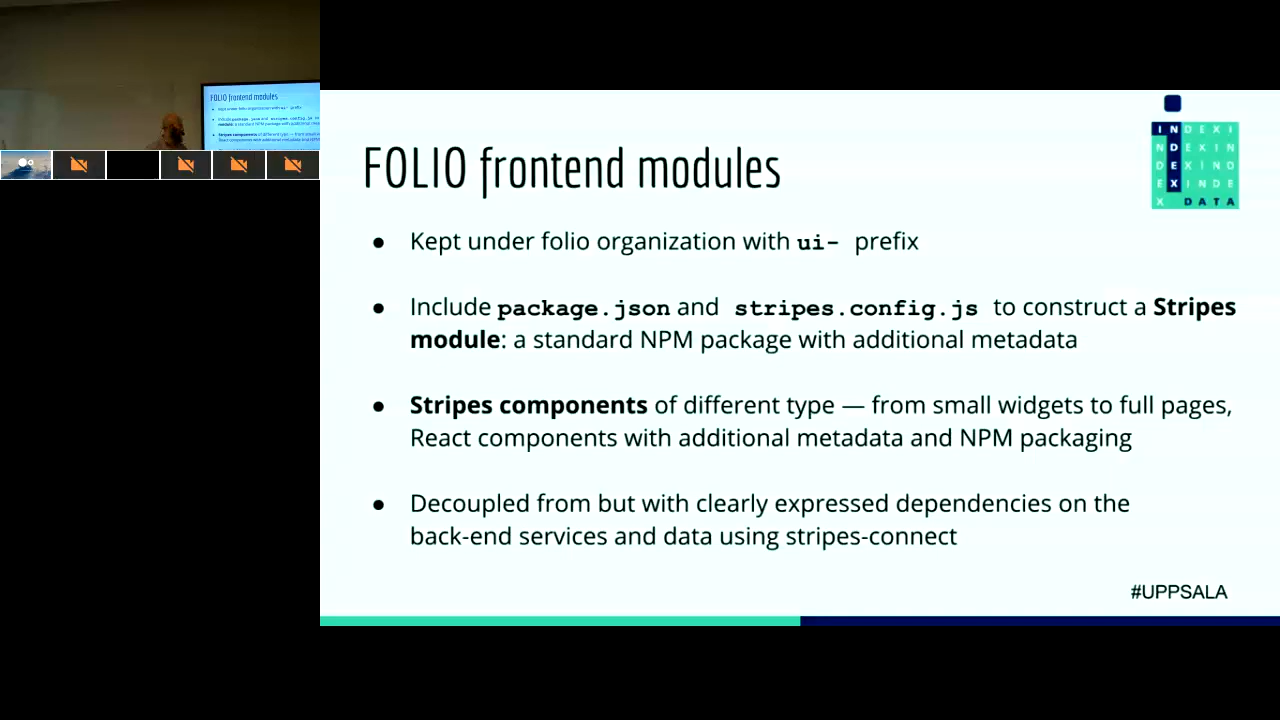 FOLIO frontend modules
● Kept under folio organization with ui- prefix
● Include package.json and stripes.config.js to construct a Stripes
module: a standard NPM package with additional metadata
● Stripes components of different type — from small widgets to full pages,
React components with additional metadata and NPM packaging
● Decoupled from but with clearly expressed dependencies on the
back-end services and data using stripes-connect
#UPPSALA
INDEXI
NDEXIN
DEXIND
EXINDE
X DATA
FOLIO frontend modules